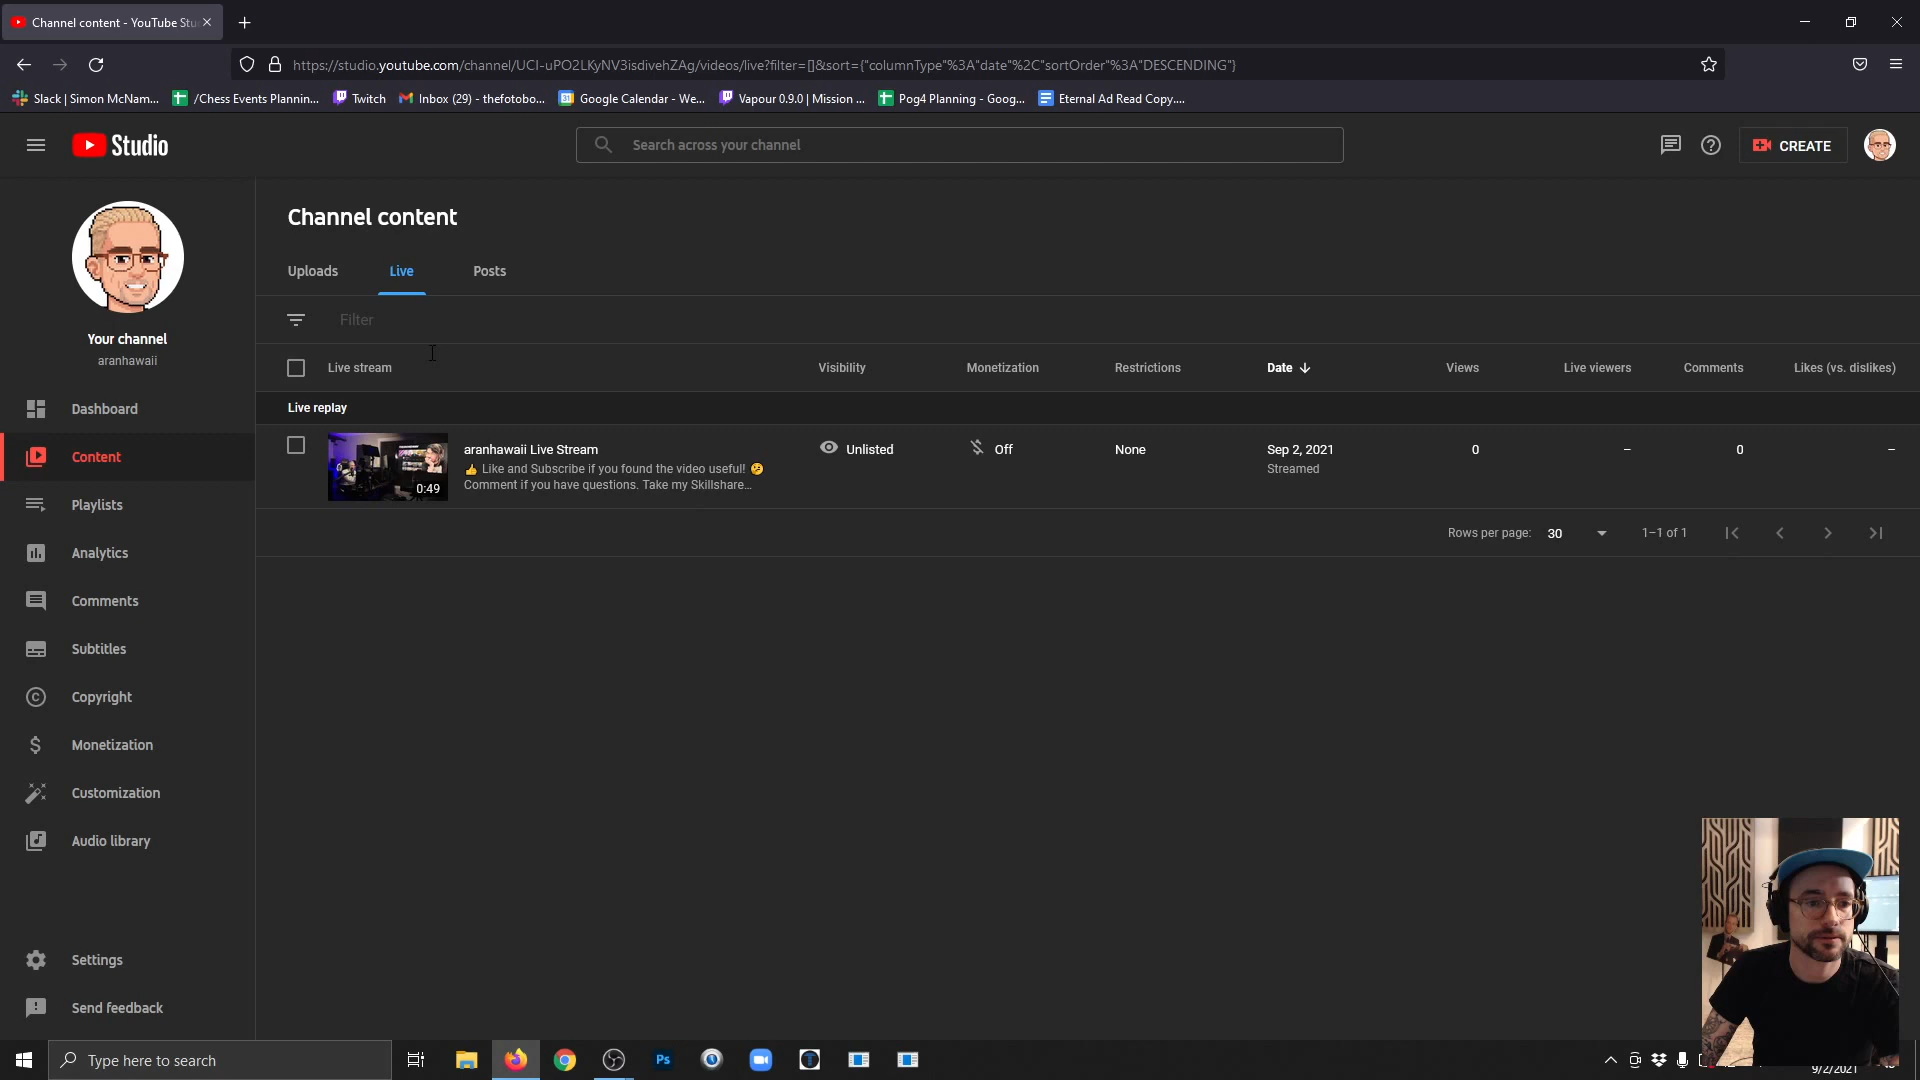 Channel content - YouTube Stu
https://studio.youtube.com/channel/UCI-uPO2LKyNV3isdivehZAg/videos/live?filter=[]&sort={"columnType"%3A"date"%2C"sortOrder"%3A"DESCENDING"}
Slack | Simon McNam... /Chess Events Plannin... Twitch Inbox (29) - thefotobo... Google Calendar - We... Vapour 0.9.0 | Mission ... Pog4 Planning - Goog... Eternal Ad Read Copy....
Studio
Search across your channel
CREATE
Your channel
aranhawaii
Dashboard
Content
Playlists
Analytics
Comments
Subtitles
Copyright
Monetization
Customization
Audio library
Settings
Send feedback
Channel content
Uploads Live Posts
Filter
Live stream Visibility Monetization Restrictions Date Views Live viewers Comments Likes (vs. dislikes)
Live replay
0:49
aranhawaii Live Stream Unlisted Off None Sep 2, 2021 0 – 0 –
👍 Like and Subscribe if you found the video useful! 🤔 Streamed
Comment if you have questions. Take my Skillshare...
Rows per page: 30 1–1 of 1
Type here to search
Ps
9/2/2021